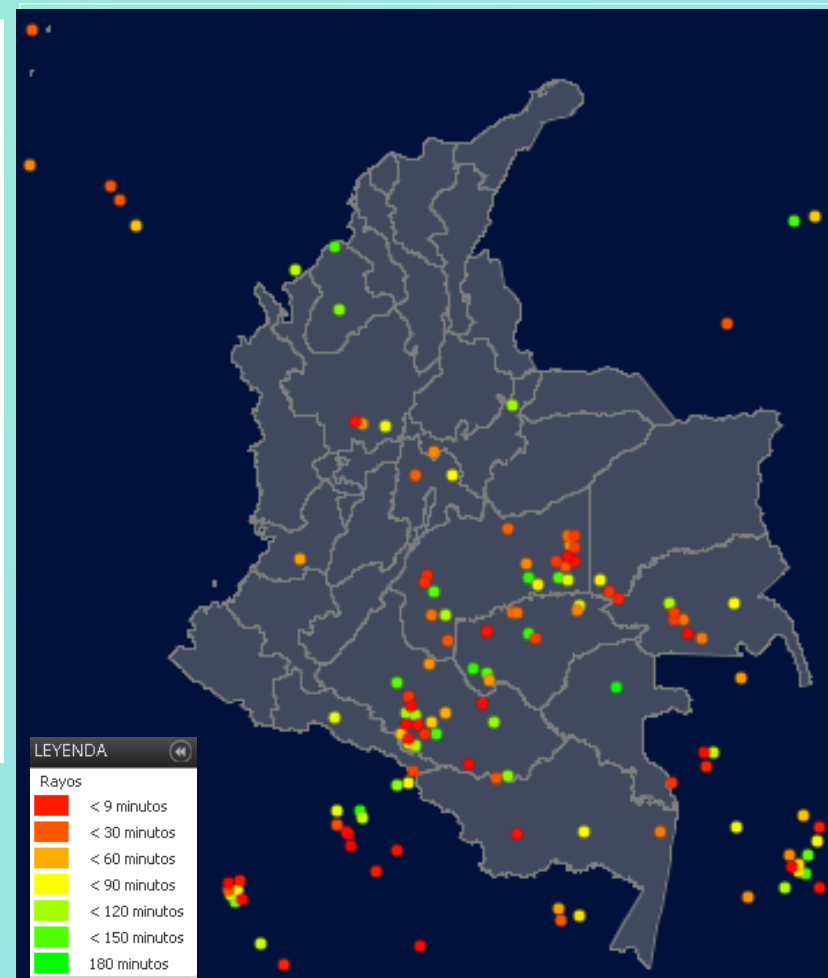 LEYENDA
Rayos
< 9 minutos
< 30 minutos
< 60 minutos
< 90 minutos
< 120 minutos
< 150 minutos
180 minutos